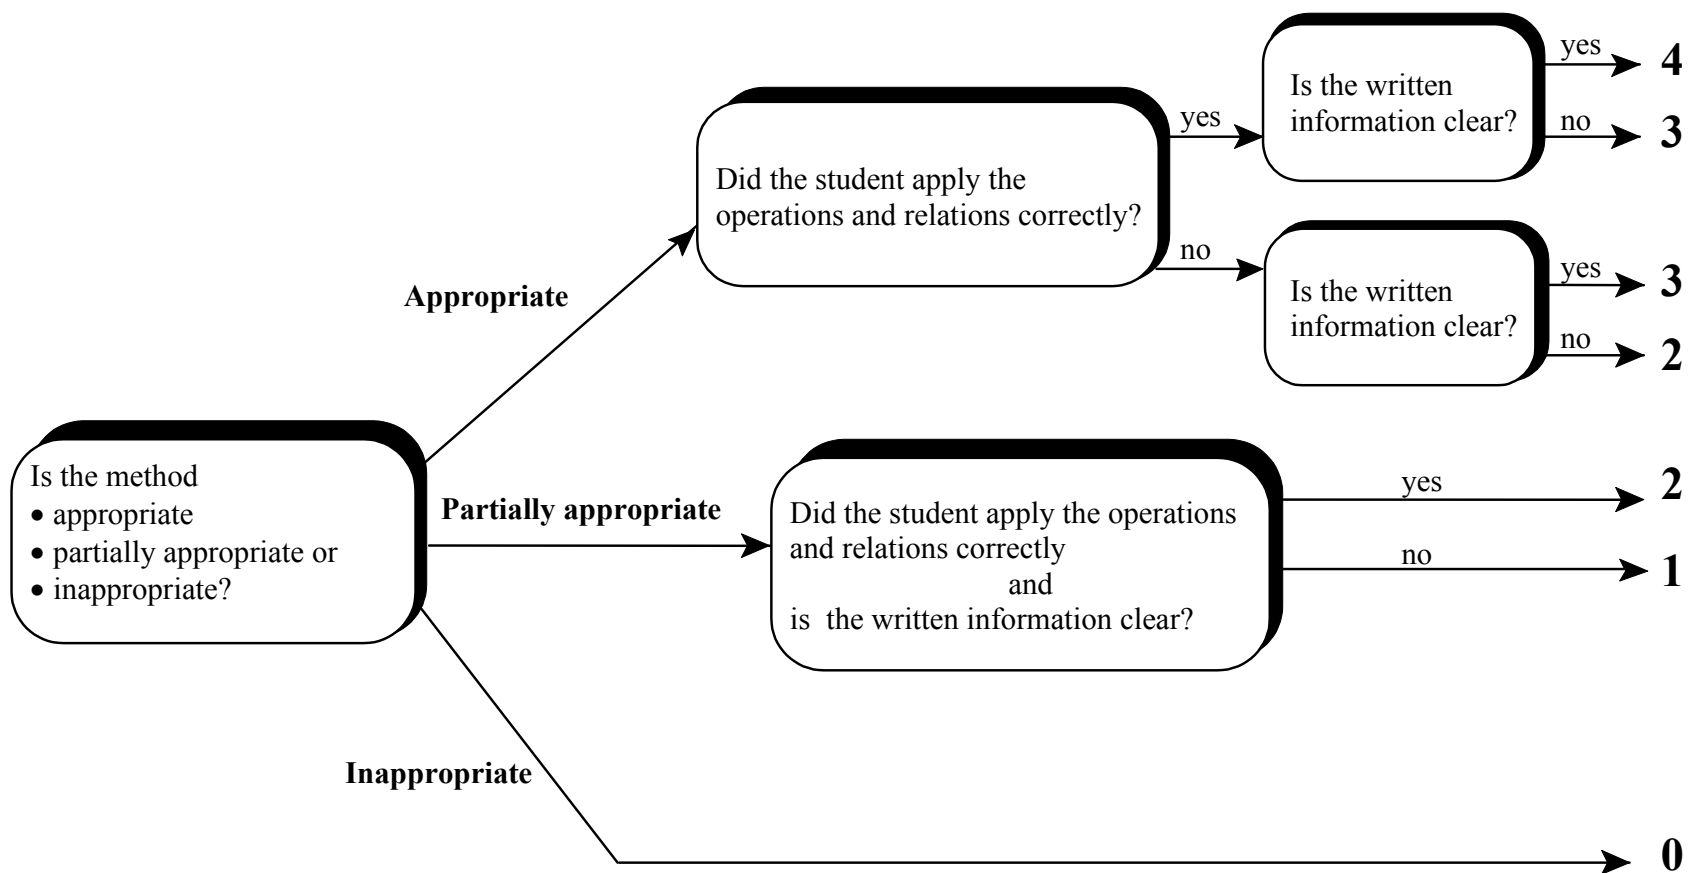 Is the method
• appropriate
• partially appropriate or
• inappropriate?
Appropriate
Did the student apply the
operations and relations correctly?
yes
Is the written
information clear?
yes
4
no
3
no
Is the written
information clear?
yes
3
no
2
Partially appropriate
Did the student apply the operations
and relations correctly
and
is the written information clear?
yes
2
no
1
Inappropriate
0